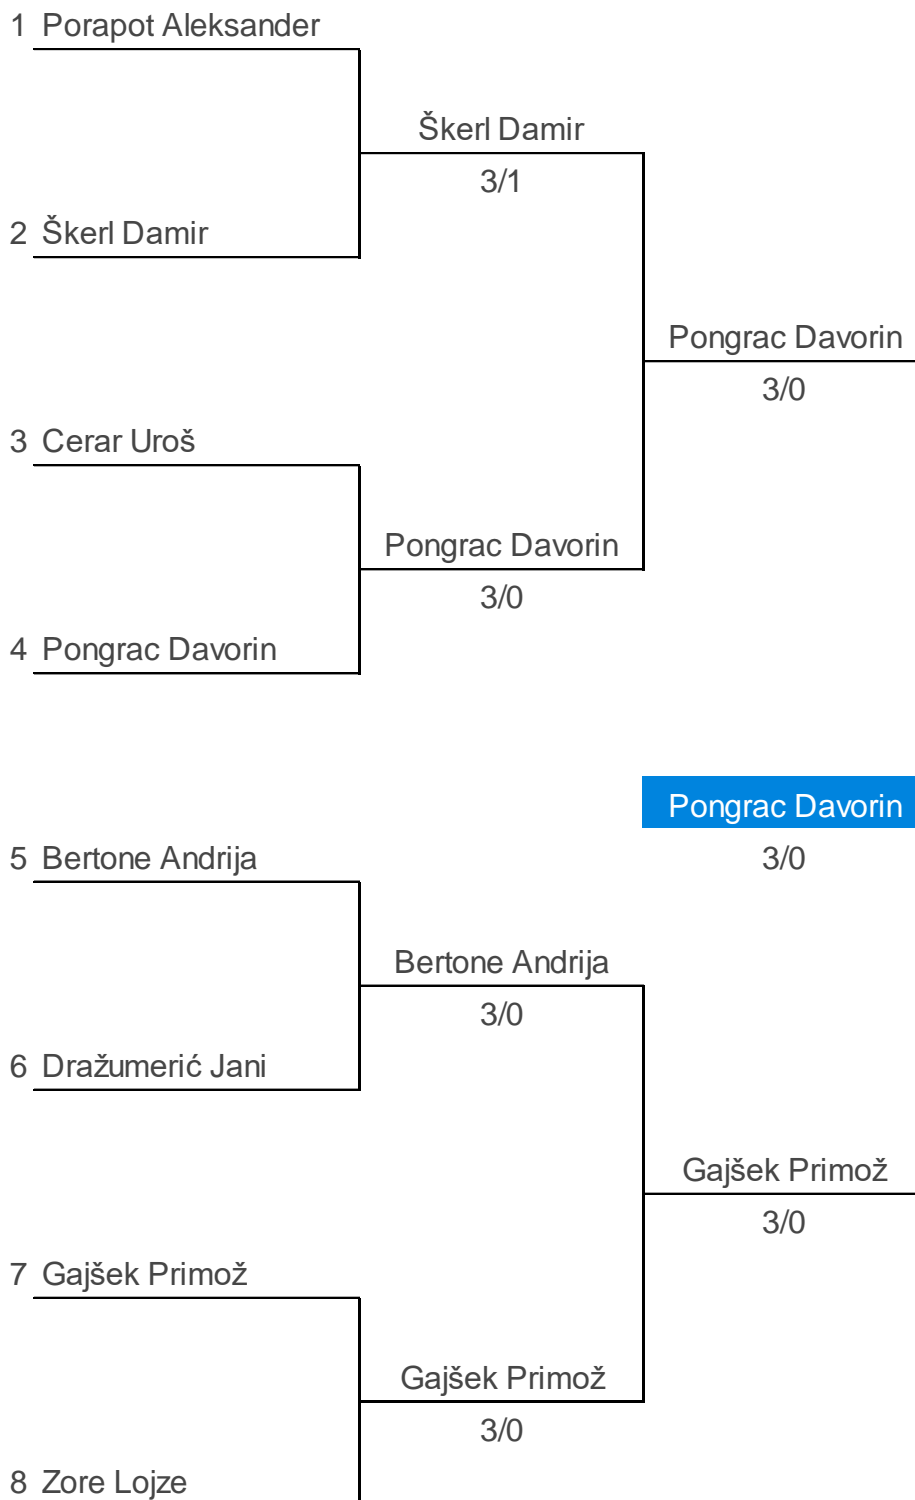 1 Porapot Aleksander
Škerl Damir
3/1
2 Škerl Damir
Pongrac Davorin
3/0
3 Cerar Uroš
Pongrac Davorin
3/0
4 Pongrac Davorin
Pongrac Davorin
3/0
5 Bertone Andrija
Bertone Andrija
3/0
6 Dražumerić Jani
Gajšek Primož
3/0
7 Gajšek Primož
Gajšek Primož
3/0
8 Zore Lojze